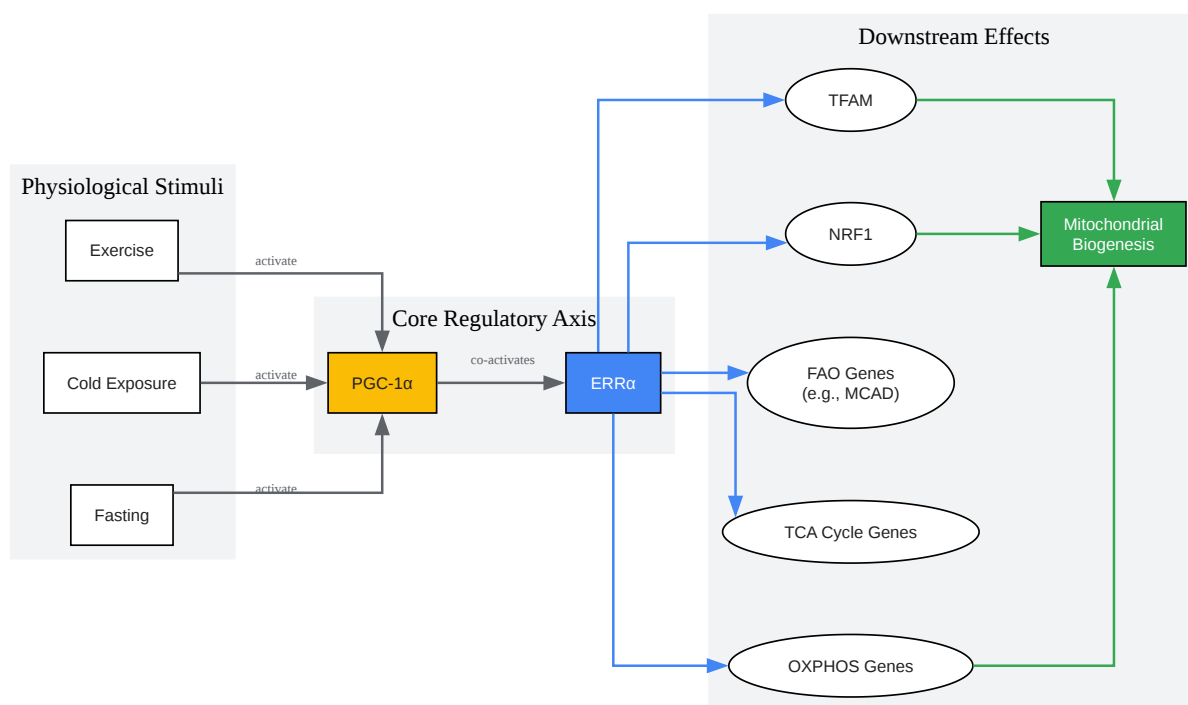 Downstream Effects
TFAM
Physiological Stimuli
Exercise
activate
NRF1
Mitochondrial
Biogenesis
Core Regulatory Axis
co-activates
Cold Exposure
activate
PGC-1α
ERRα
FAO Genes
(e.g., MCAD)
activate
Fasting
TCA Cycle Genes
OXPHOS Genes